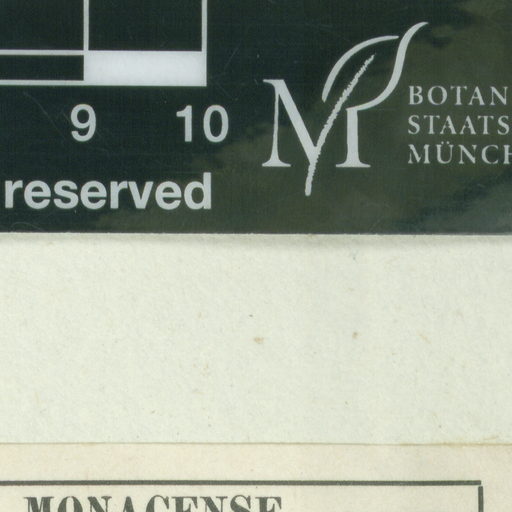 9 10
reserved
M
BOTAN
STAATS
MÜNCH
MONACENSE